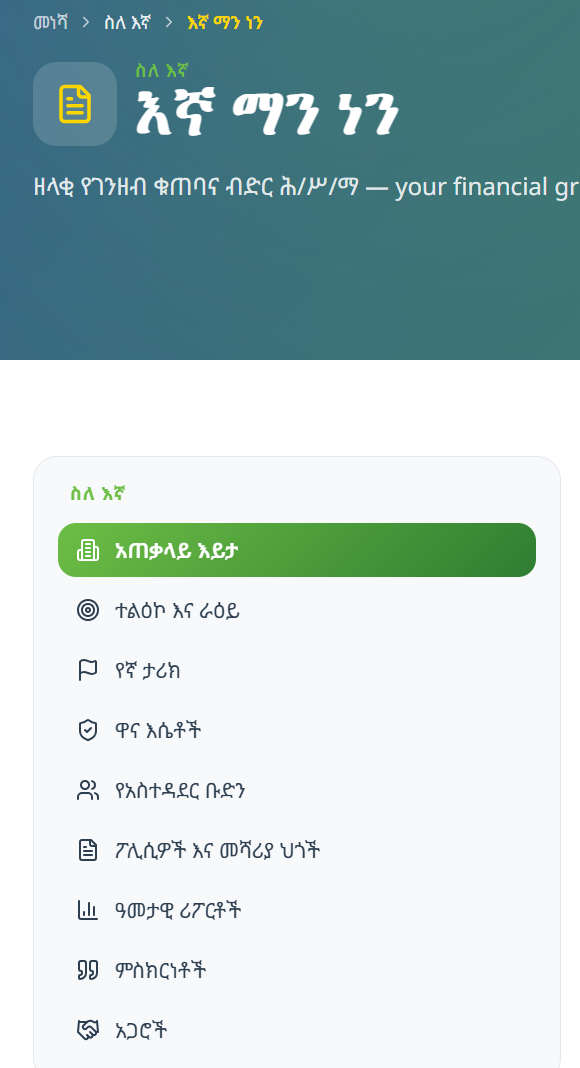 መነሻ > ስለ እኛ > እኛ ማን ነን
ስለ እኛ
እኛ ማን ነን
ዘላቂ የገንዘብ ቁጠባና ብድር ሕ/ሥ/ማ — your financial gr
ስለ እኛ
አጠቃላይ እይታ
ተልዕኮ እና ራዕይ
የኛ ታሪክ
ዋና እሴቶች
የአስተዳደር ቡድን
ፖሊሲዎች እና መሻሪያ ህጎች
ዓመታዊ ሪፖርቶች
ምስክርነቶች
አጋሮች